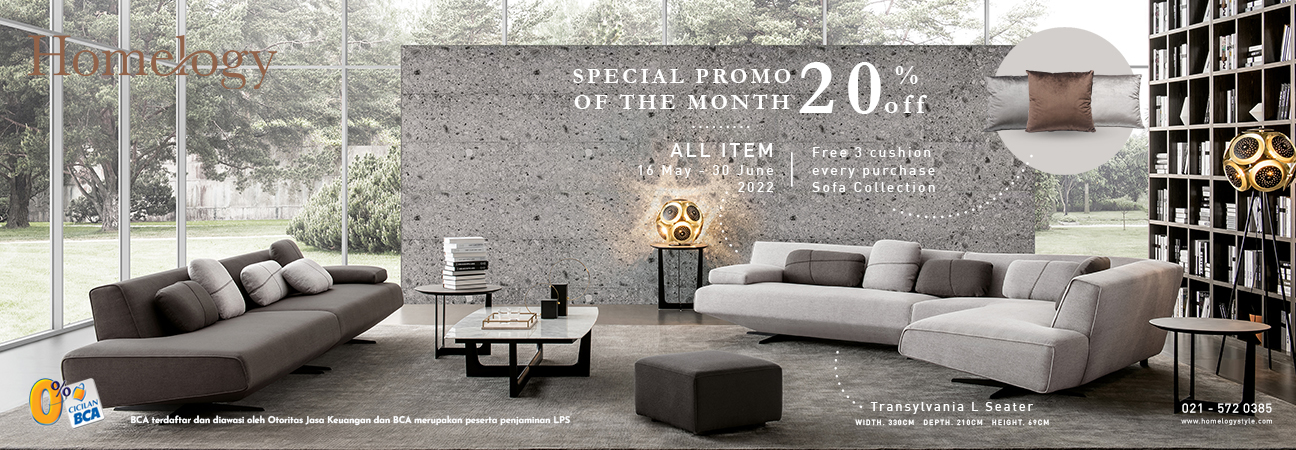 Homelogy
SPECIAL PROMO
OF THE MONTH
20% off
ALL ITEM
16 May - 30 June
2022
Free 3 cushion
every purchase
Sofa Collection
Transylvania L Seater
WIDTH. 330CM DEPTH. 210CM HEIGHT. 69CM
0%
CICILAN
BCA
BCA terdaftar dan diawasi oleh Otoritas Jasa Keuangan dan BCA merupakan peserta penjaminan LPS
021 - 572 0385
www.homelogystyle.com